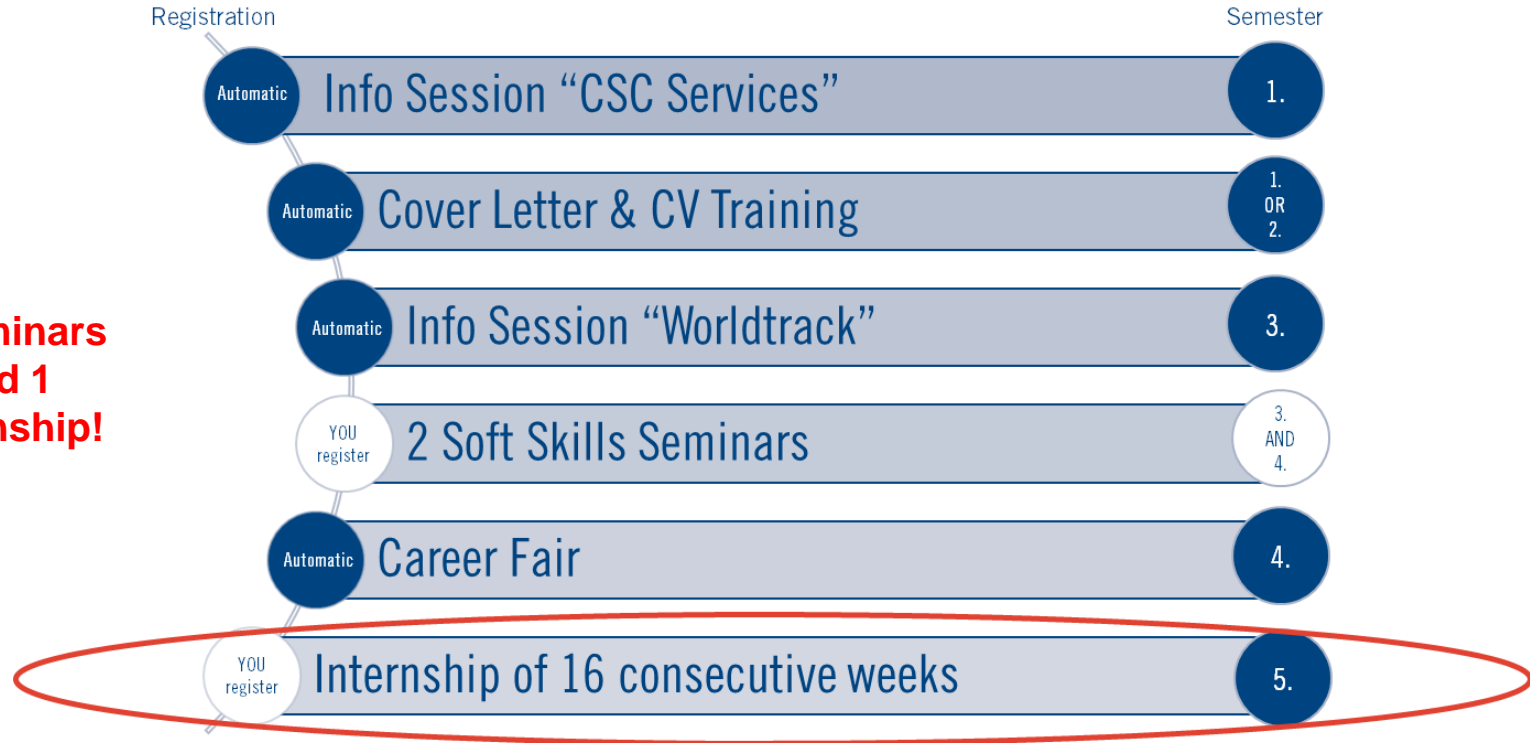 Registration
Semester
Automatic
Info Session “CSC Services”
1.
Automatic
Cover Letter & CV Training
1.
OR
2.
Automatic
Info Session “Worldtrack”
3.
YOU
register
2 Soft Skills Seminars
3.
AND
4.
Automatic
Career Fair
4.
YOU
register
Internship of 16 consecutive weeks
5.
1